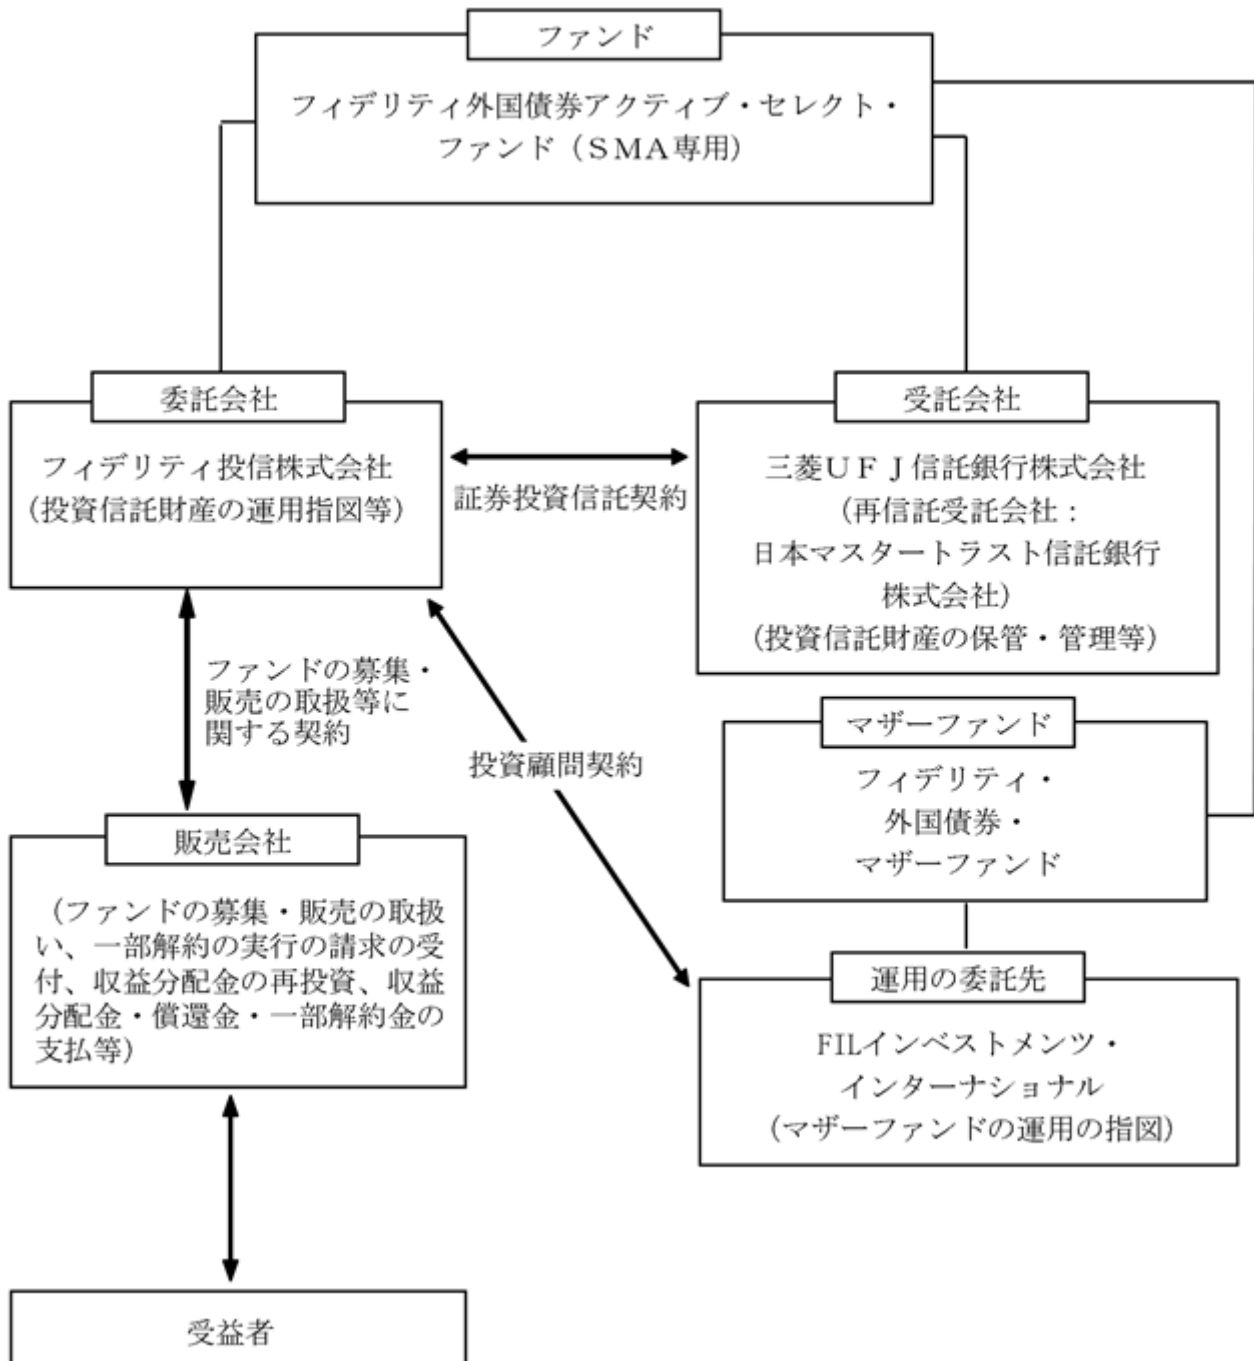 ファンド
フィデリティ外国債券アクティブ・セレクト・
ファンド（ＳＭＡ専用）
委託会社
フィデリティ投信株式会社
（投資信託財産の運用指図等）
証券投資信託契約
受託会社
三菱ＵＦＪ信託銀行株式会社
（再信託受託会社：
日本マスタートラスト信託銀行
株式会社）
（投資信託財産の保管・管理等）
ファンドの募集・
販売の取扱等に
関する契約
投資顧問契約
マザーファンド
フィデリティ・
外国債券・
マザーファンド
販売会社
（ファンドの募集・販売の取扱
い、一部解約の実行の請求の受
付、収益分配金の再投資、収益
分配金・償還金・一部解約金の
支払等）
運用の委託先
FILインベストメンツ・
インターナショナル
（マザーファンドの運用の指図）
受益者